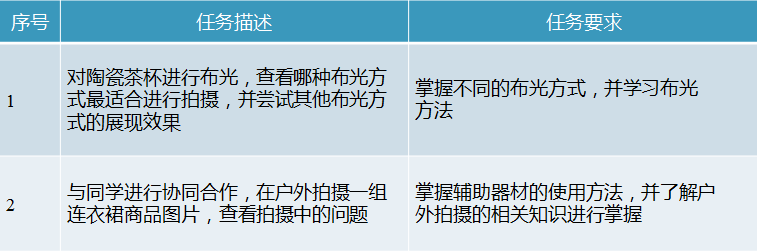 序号 任务描述 任务要求
1
对陶瓷茶杯进行布光，查看哪种布光方
式最适合进行拍摄，并尝试其他布光方
式的展现效果
掌握不同的布光方式，并学习布光
方法
2
与同学进行协同合作，在户外拍摄一组
连衣裙商品图片，查看拍摄中的问题
掌握辅助器材的使用方法，并了解户
外拍摄的相关知识进行掌握